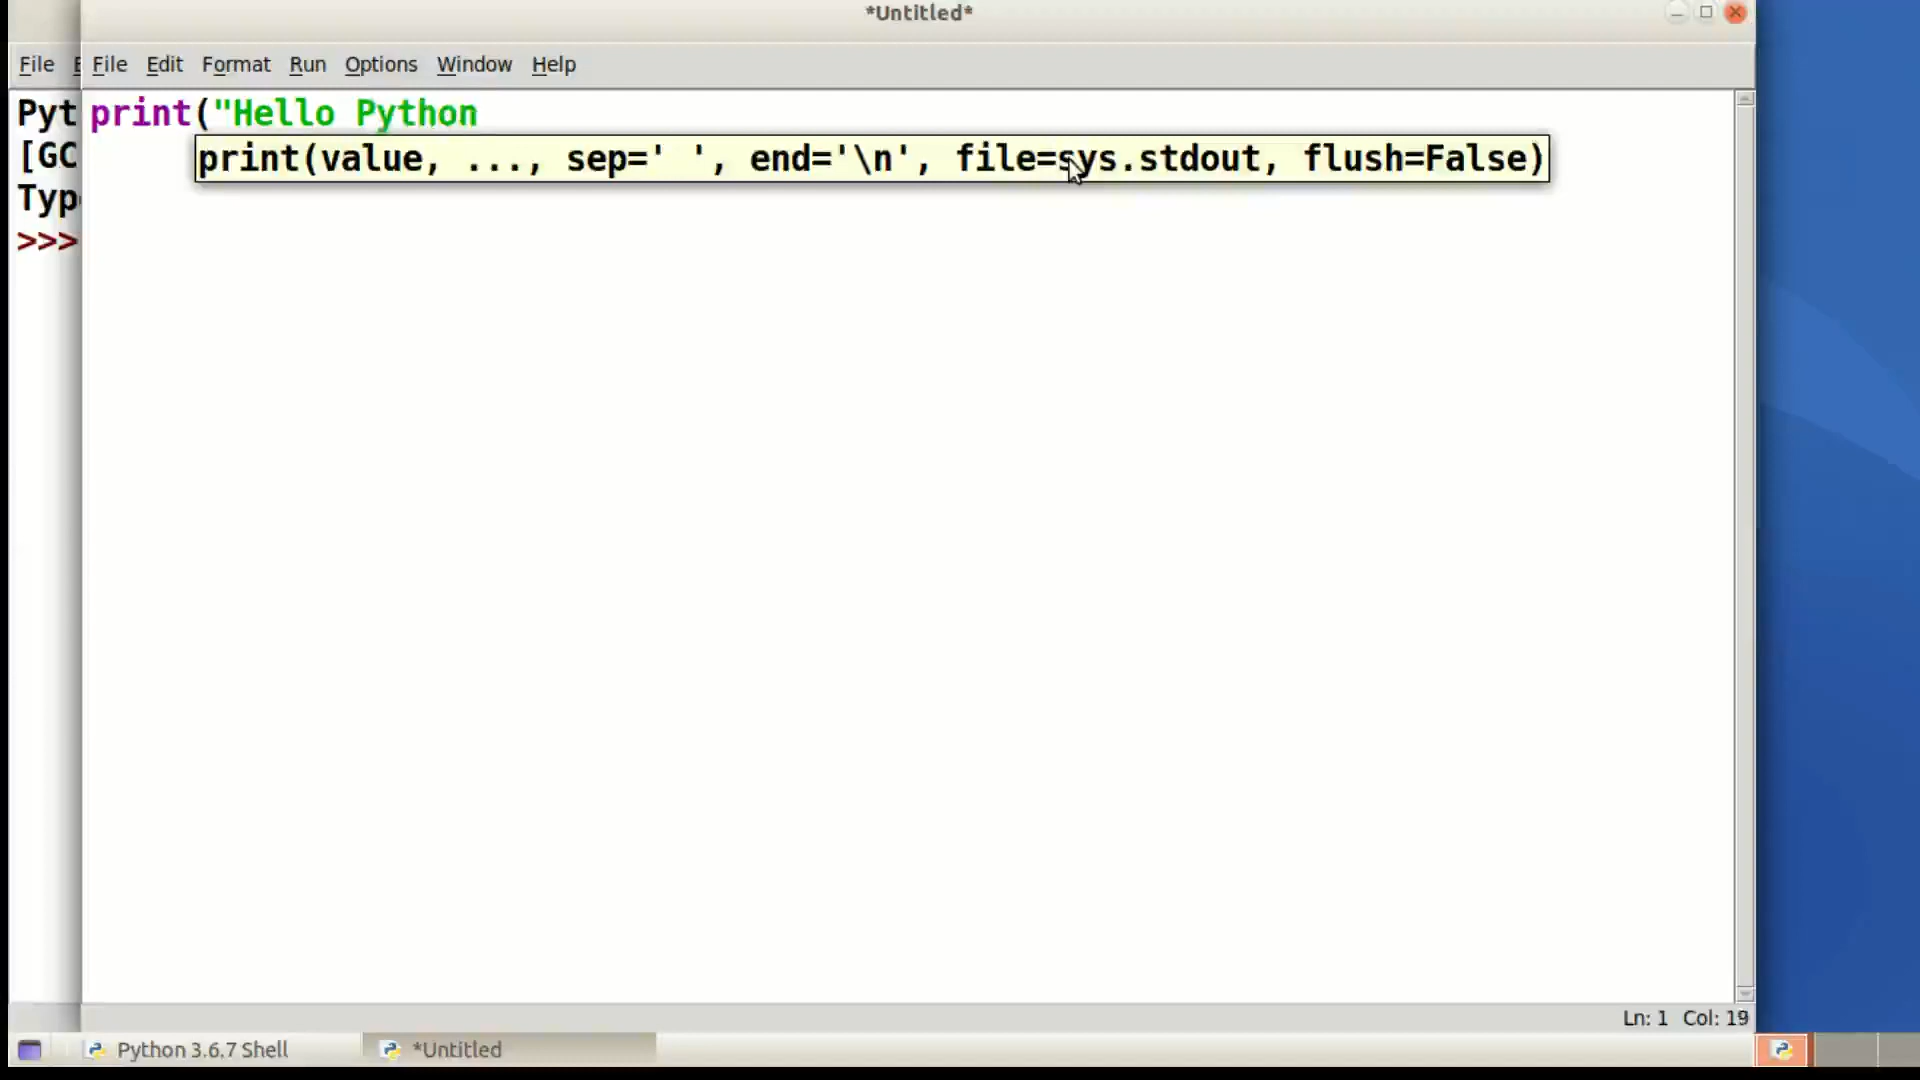 *Untitled*
File E
File Edit Format Run Options Window Help
Pyt
[GC
Typ
>>>
print("Hello Python
print(value, ..., sep=' ', end='\n', file=sys.stdout, flush=False)
Ln: 1 Col: 19
Python 3.6.7 Shell
*Untitled